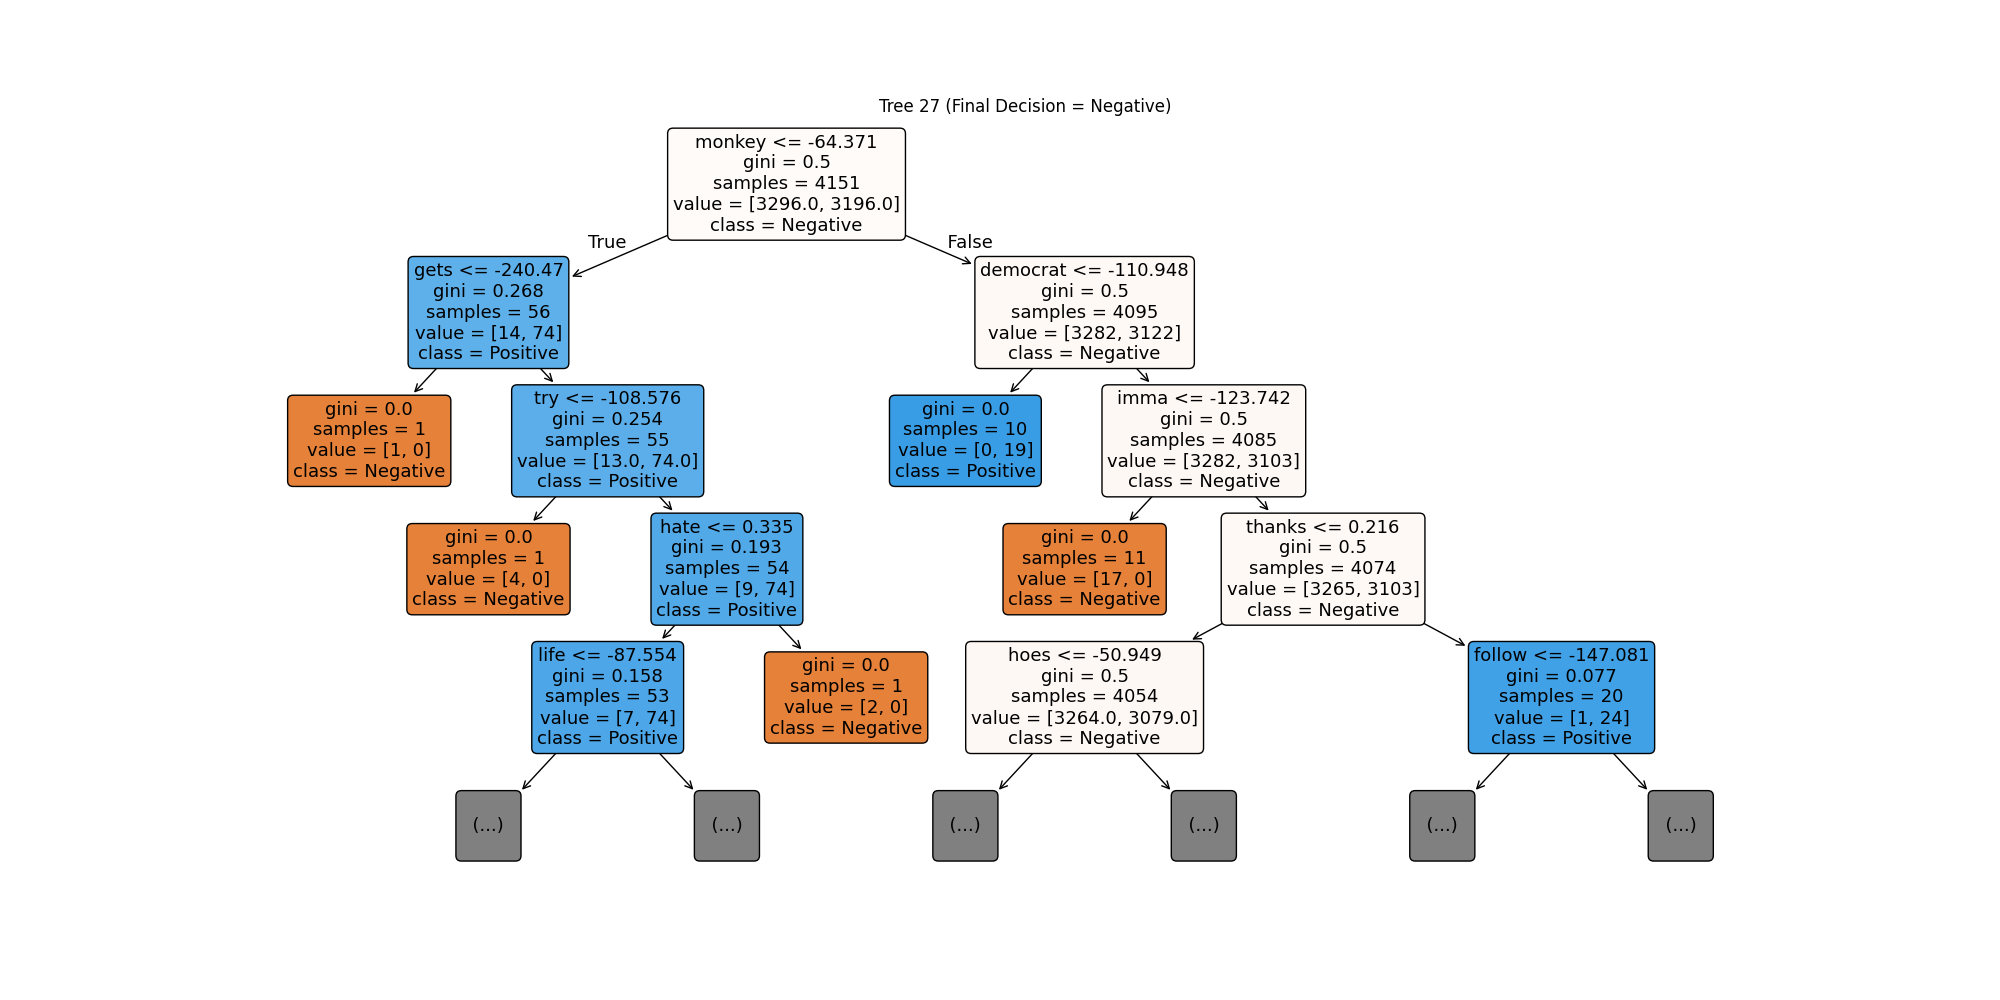 Tree 27 (Final Decision = Negative)
monkey <= -64.371
gini = 0.5
samples = 4151
value = [3296.0, 3196.0]
class = Negative
True
False
gets <= -240.47
gini = 0.268
samples = 56
value = [14, 74]
class = Positive
democrat <= -110.948
gini = 0.5
samples = 4095
value = [3282, 3122]
class = Negative
gini = 0.0
samples = 1
value = [1, 0]
class = Negative
try <= -108.576
gini = 0.254
samples = 55
value = [13.0, 74.0]
class = Positive
gini = 0.0
samples = 10
value = [0, 19]
class = Positive
imma <= -123.742
gini = 0.5
samples = 4085
value = [3282, 3103]
class = Negative
gini = 0.0
samples = 1
value = [4, 0]
class = Negative
hate <= 0.335
gini = 0.193
samples = 54
value = [9, 74]
class = Positive
gini = 0.0
samples = 11
value = [17, 0]
class = Negative
thanks <= 0.216
gini = 0.5
samples = 4074
value = [3265, 3103]
class = Negative
life <= -87.554
gini = 0.158
samples = 53
value = [7, 74]
class = Positive
gini = 0.0
samples = 1
value = [2, 0]
class = Negative
hoes <= -50.949
gini = 0.5
samples = 4054
value = [3264.0, 3079.0]
class = Negative
follow <= -147.081
gini = 0.077
samples = 20
value = [1, 24]
class = Positive
(...)
(...)
(...)
(...)
(...)
(...)